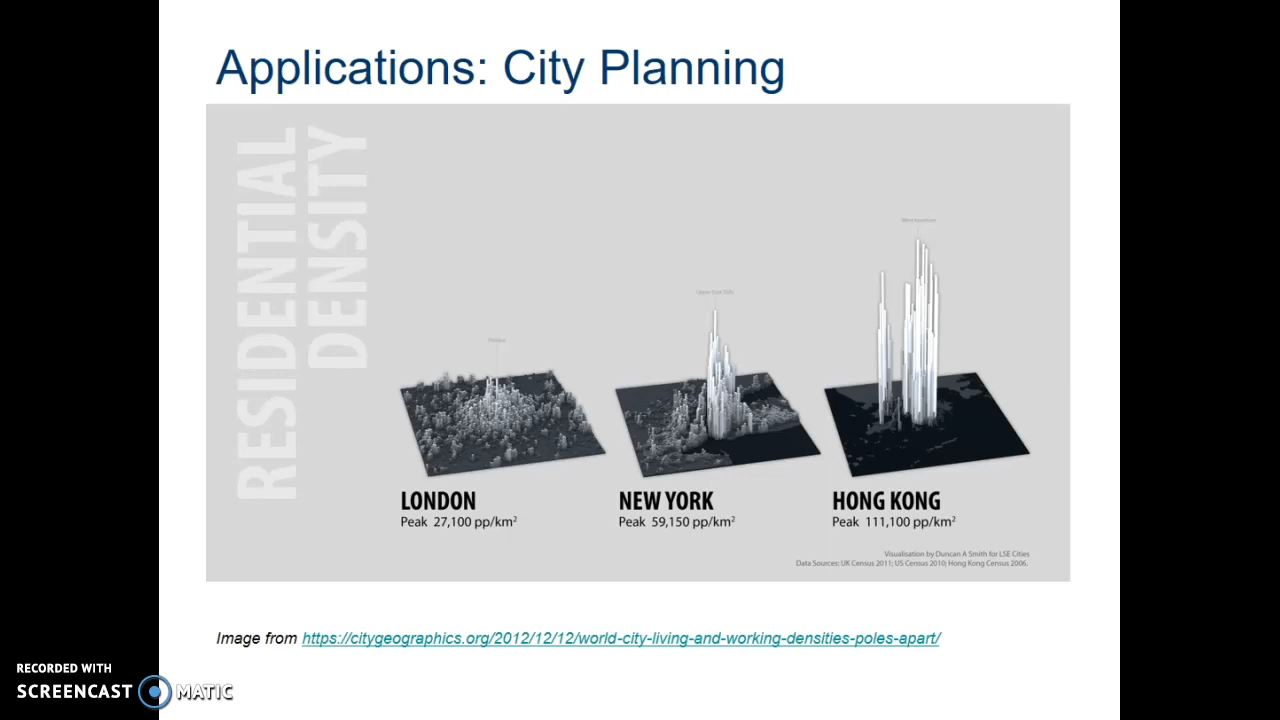 Applications: City Planning
RESIDENTIAL
DENSITY
Upper East Side
LONDON
Peak 27,100 pp/km²
NEW YORK
Peak 59,150 pp/km²
HONG KONG
Peak 111,100 pp/km²
Visualisation by Duncan A Smith for LSE Cities
Data Sources: UK Census 2011; US Census 2010; Hong Kong Census 2006.
Image from https://citygeographics.org/2012/12/12/world-city-living-and-working-densities-poles-apart/
RECORDED WITH
SCREENCAST MATIC